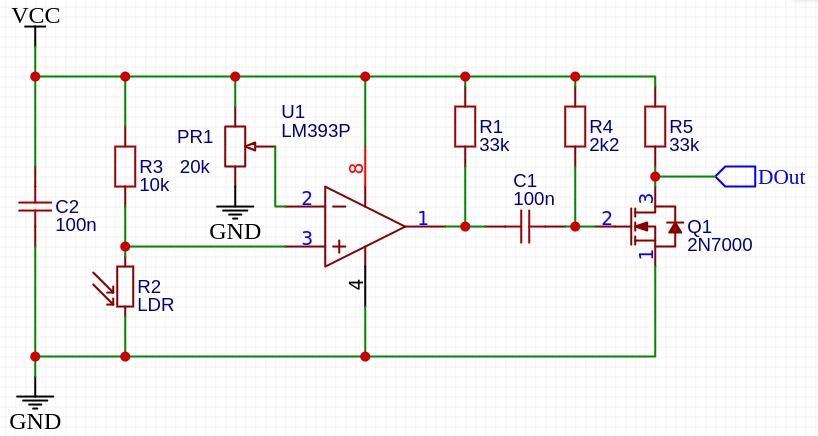 VCC
U1
LM393P
PR1
20k
R3
10k
C2
100n
GND
R2
LDR
GND
8
2
3
1
4
R1
33k
C1
100n
R4
2k2
R5
33k
2
3
1
DOut
Q1
2N7000